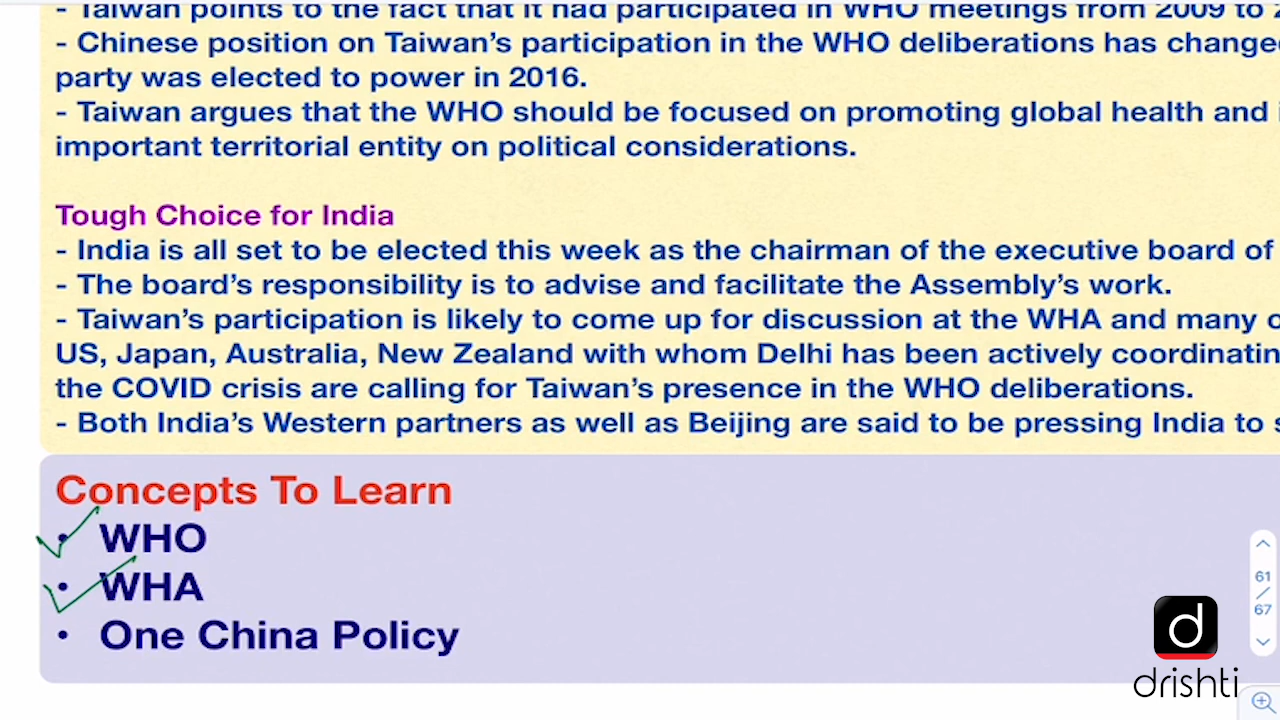 - Taiwan points to the fact that it had participated in WHO meetings from 2009 to
- Chinese position on Taiwan's participation in the WHO deliberations has change
party was elected to power in 2016.
- Taiwan argues that the WHO should be focused on promoting global health and
important territorial entity on political considerations.
Tough Choice for India
- India is all set to be elected this week as the chairman of the executive board of
- The board's responsibility is to advise and facilitate the Assembly's work.
- Taiwan's participation is likely to come up for discussion at the WHA and many
US, Japan, Australia, New Zealand with whom Delhi has been actively coordinatin
the COVID crisis are calling for Taiwan's presence in the WHO deliberations.
- Both India's Western partners as well as Beijing are said to be pressing India to
Concepts To Learn
• WHO
• WHA
• One China Policy
61
/
67
d
drishti